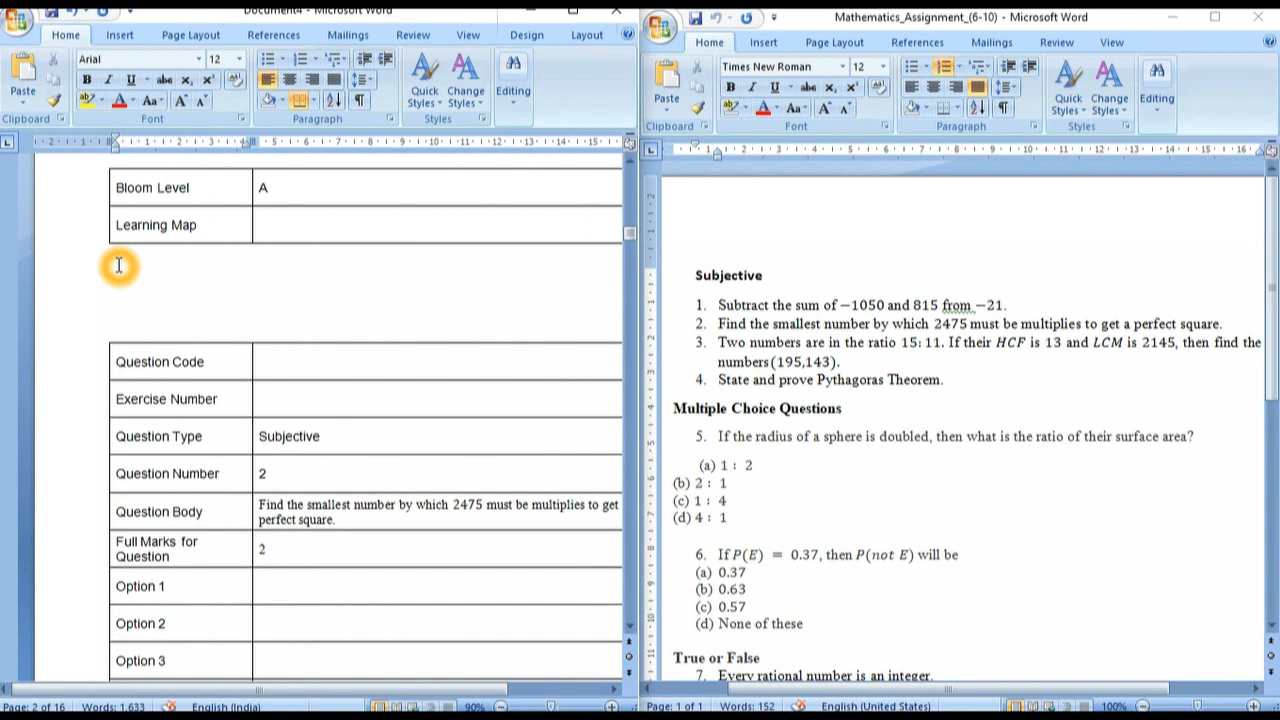 Document4 - Microsoft Word
Home Insert Page Layout References Mailings Review View Design Layout
Arial 12
Paste
Quick Styles
Change Styles
Editing
Clipboard Font Paragraph Styles
Bloom Level A
Learning Map
Question Code
Exercise Number
Question Type Subjective
Question Number 2
Question Body Find the smallest number by which 2475 must be multiplies to get
perfect square.
Full Marks for
Question 2
Option 1
Option 2
Option 3
Page: 2 of 16 Words: 1,633 English (India) 90%
Mathematics_Assignment_(6-10) - Microsoft Word
Home Insert Page Layout References Mailings Review View
Times New Roman 12
Paste
Quick Styles
Change Styles
Editing
Clipboard Font Paragraph Styles
Subjective
1. Subtract the sum of −1050 and 815 from −21.
2. Find the smallest number by which 2475 must be multiplies to get a perfect square.
3. Two numbers are in the ratio 15: 11. If their HCF is 13 and LCM is 2145, then find the
numbers(195,143).
4. State and prove Pythagoras Theorem.
Multiple Choice Questions
5. If the radius of a sphere is doubled, then what is the ratio of their surface area?
(a) 1 : 2
(b) 2 : 1
(c) 1 : 4
(d) 4 : 1
6. If P(E) = 0.37, then P(not E) will be
(a) 0.37
(b) 0.63
(c) 0.57
(d) None of these
True or False
7. Every rational number is an integer.
Page: 1 of 1 Words: 152 English (United States) 100%